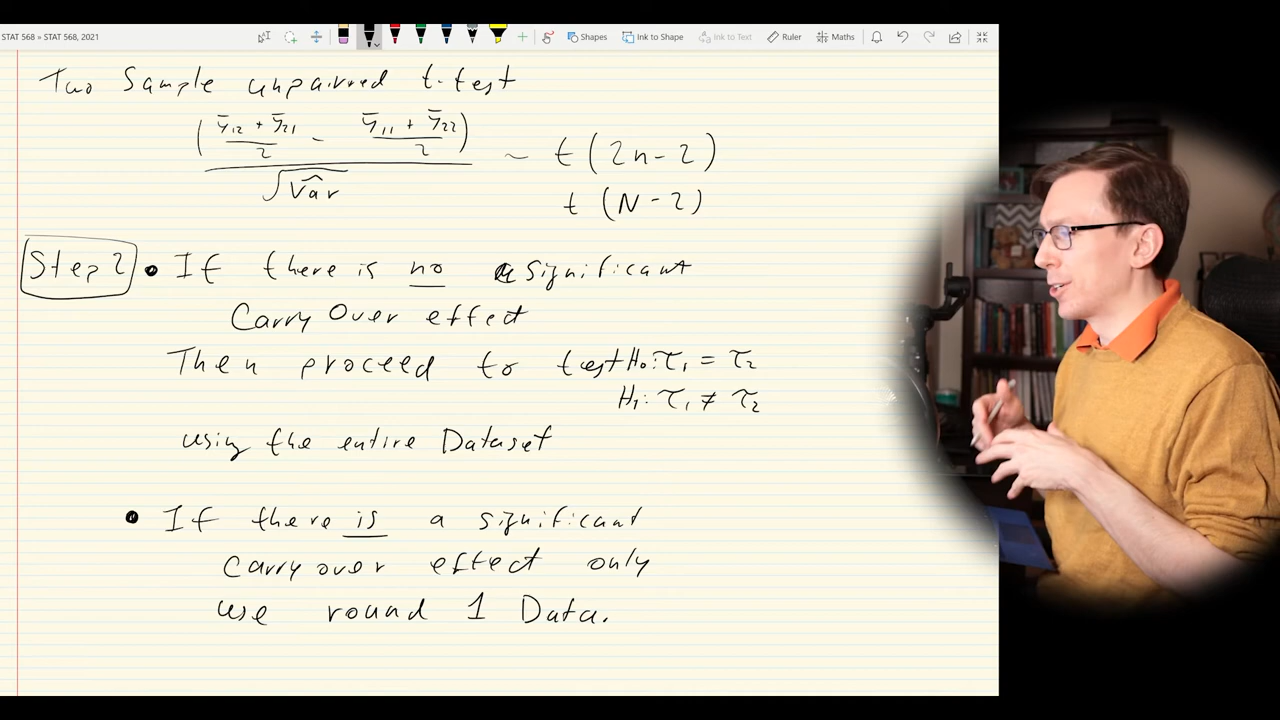 STAT 568 » STAT 568, 2021
Shapes Ink to Shape Ink to Text Ruler Maths
Two Sample unpaired t-test
(ȳ12 + ȳ21 / 2 - ȳ11 + ȳ22 / 2) / √Var̂ ~ t (2n - 2)
t (N - 2)
Step 2 • If there is no significant
Carry Over effect
Then proceed to test H0: τ1 = τ2
H1: τ1 ≠ τ2
using the entire Dataset
• If there is a significant
carry over effect only
use round 1 Data.